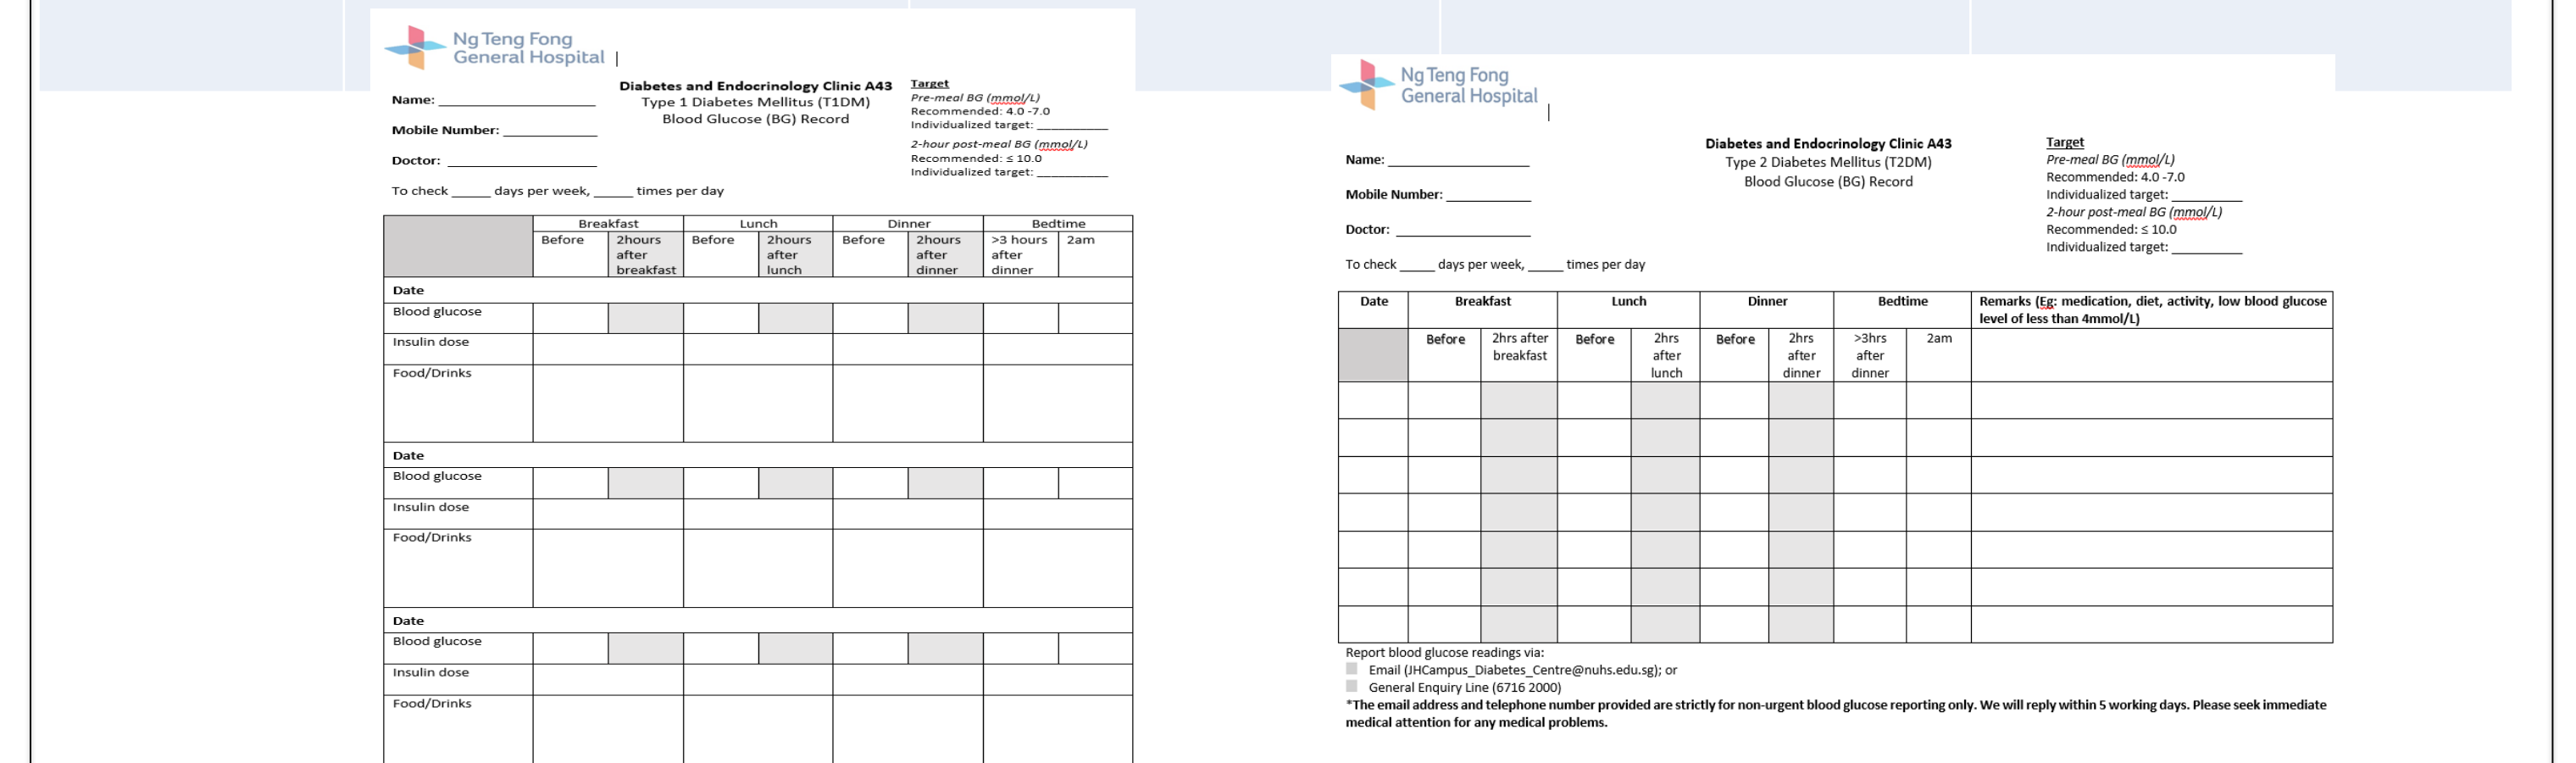 Ng Teng Fong
General Hospital
Name: ____________
Mobile Number: ____________
Doctor: ____________
Diabetes and Endocrinology Clinic A43
Type 1 Diabetes Mellitus (T1DM)
Blood Glucose (BG) Record
Target
Pre-meal BG (mmol/L)
Recommended: 4.0 -7.0
Individualized target: __________
2-hour post-meal BG (mmol/L)
Recommended: ≤ 10.0
Individualized target: __________
To check _____ days per week, _____ times per day
Breakfast Lunch Dinner Bedtime
Before 2hours after breakfast Before 2hours after lunch Before 2hours after dinner >3 hours after dinner 2am
Date
Blood glucose
Insulin dose
Food/Drinks
Date
Blood glucose
Insulin dose
Food/Drinks
Date
Blood glucose
Insulin dose
Food/Drinks
Ng Teng Fong
General Hospital
Name: ____________
Mobile Number: ____________
Doctor: ____________
Diabetes and Endocrinology Clinic A43
Type 2 Diabetes Mellitus (T2DM)
Blood Glucose (BG) Record
Target
Pre-meal BG (mmol/L)
Recommended: 4.0 -7.0
Individualized target: __________
2-hour post-meal BG (mmol/L)
Recommended: ≤ 10.0
Individualized target: __________
To check _____ days per week, _____ times per day
Date Breakfast Lunch Dinner Bedtime Remarks (Eg: medication, diet, activity, low blood glucose
level of less than 4mmol/L)
Before 2hrs after breakfast Before 2hrs after lunch Before 2hrs after dinner >3hrs after dinner 2am
Report blood glucose readings via:
Email (JHCampus_Diabetes_Centre@nuhs.edu.sg); or
General Enquiry Line (6716 2000)
*The email address and telephone number provided are strictly for non-urgent blood glucose reporting only. We will reply within 5 working days. Please seek immediate
medical attention for any medical problems.